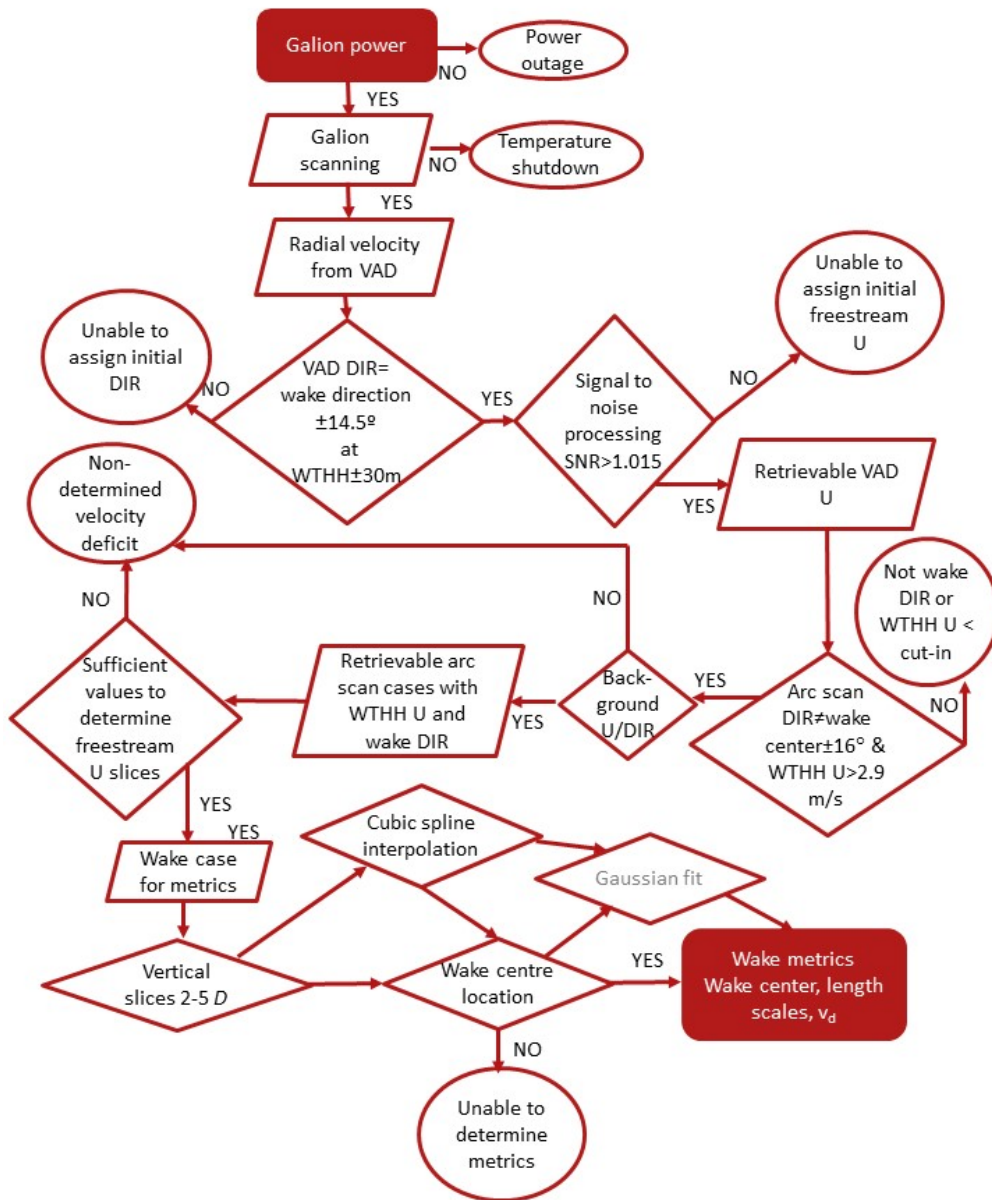 Galion power
NO
Power
outage
YES
Galion
scanning
NO
Temperature
shutdown
YES
Radial velocity
from VAD
Unable to
assign initial
DIR
NO
VAD DIR=
wake direction
±14.5º
at
WTHH±30m
YES
Signal to
noise
processing
SNR>1.015
NO
Unable to
assign initial
freestream
U
YES
Retrievable VAD
U
Non-
determined
velocity
deficit
NO
NO
Not wake
DIR or
WTHH U <
cut-in
NO
Arc scan
DIR≠wake
center±16° &
WTHH U>2.9
m/s
YES
Back-
ground
U/DIR
YES
Retrievable arc
scan cases with
WTHH U and
wake DIR
Sufficient
values to
determine
freestream
U slices
YES
YES
Wake case
for metrics
Cubic spline
interpolation
Gaussian fit
Vertical
slices 2-5 D
Wake centre
location
YES
Wake metrics
Wake center, length
scales, vd
NO
Unable to
determine
metrics